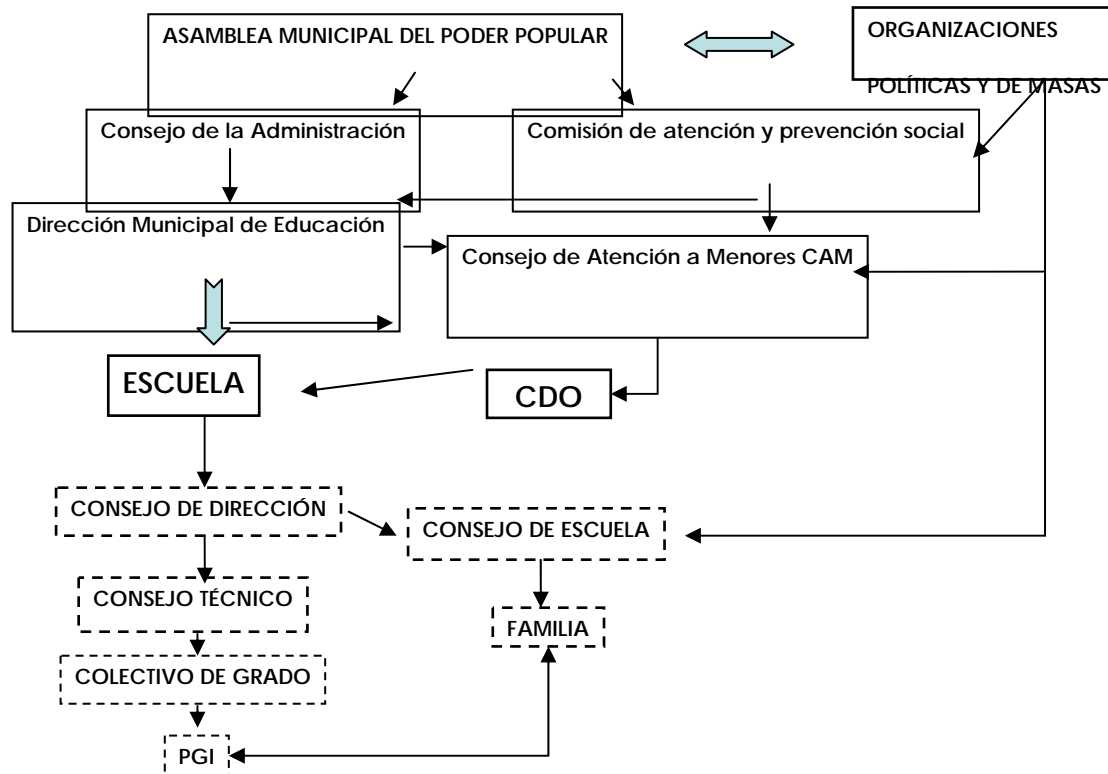 ASAMBLEA MUNICIPAL DEL PODER POPULAR
ORGANIZACIONES
POLÍTICAS Y DE MASAS
Consejo de la Administración
Comisión de atención y prevención social
Dirección Municipal de Educación
Consejo de Atención a Menores CAM
ESCUELA
CDO
CONSEJO DE DIRECCIÓN
CONSEJO DE ESCUELA
CONSEJO TÉCNICO
FAMILIA
COLECTIVO DE GRADO
PGI